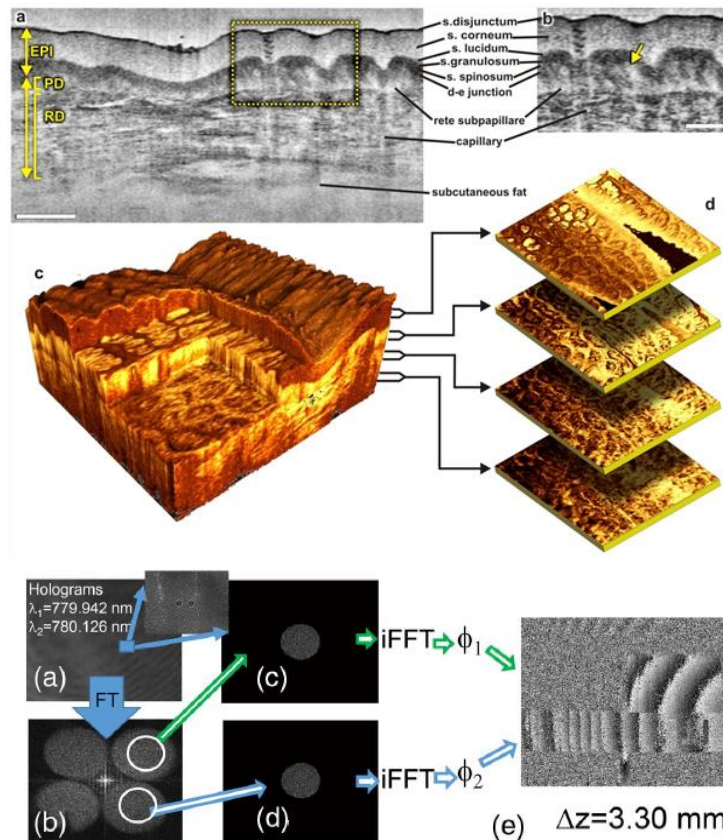 a
b
EPI
PD
RD
s.disjunctum
s. corneum
s. lucidum
s.granulosum
s. spinosum
d-e junction
rete subpapillare
capillary
subcutaneous fat
c
d
Holograms
λ₁=779.942 nm
λ₂=780.126 nm
(a)
FT
(b)
(c)
iFFT
ϕ₁
(d)
iFFT
ϕ₂
(e)
Δz=3.30 mm